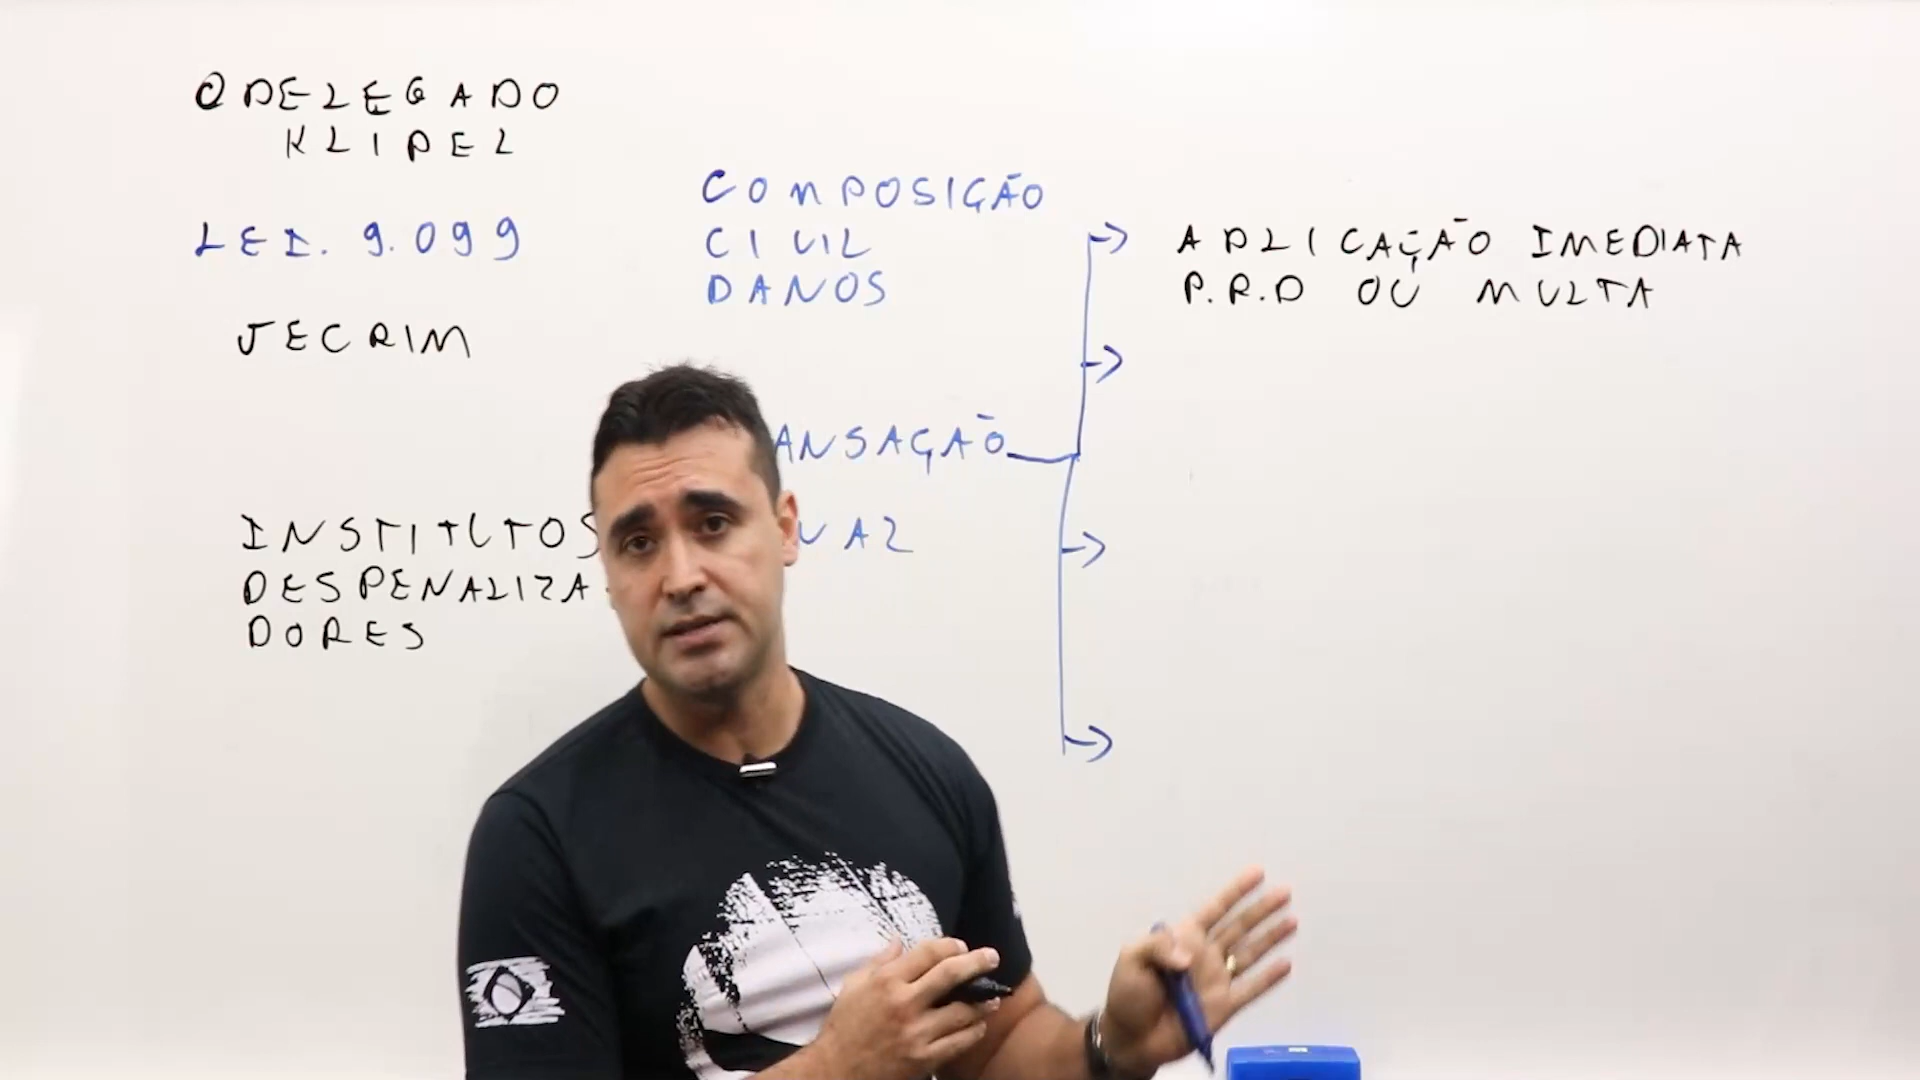 @DELEGADO
KLIPEL
LEI. 9.099
JECRIM
INSTITUTOS
DESPENALIZA
DORES
COMPOSIÇÃO
CIVIL
DANOS
ANSAÇÃO
APLICAÇÃO IMEDIATA
P.R.D OU MULTA